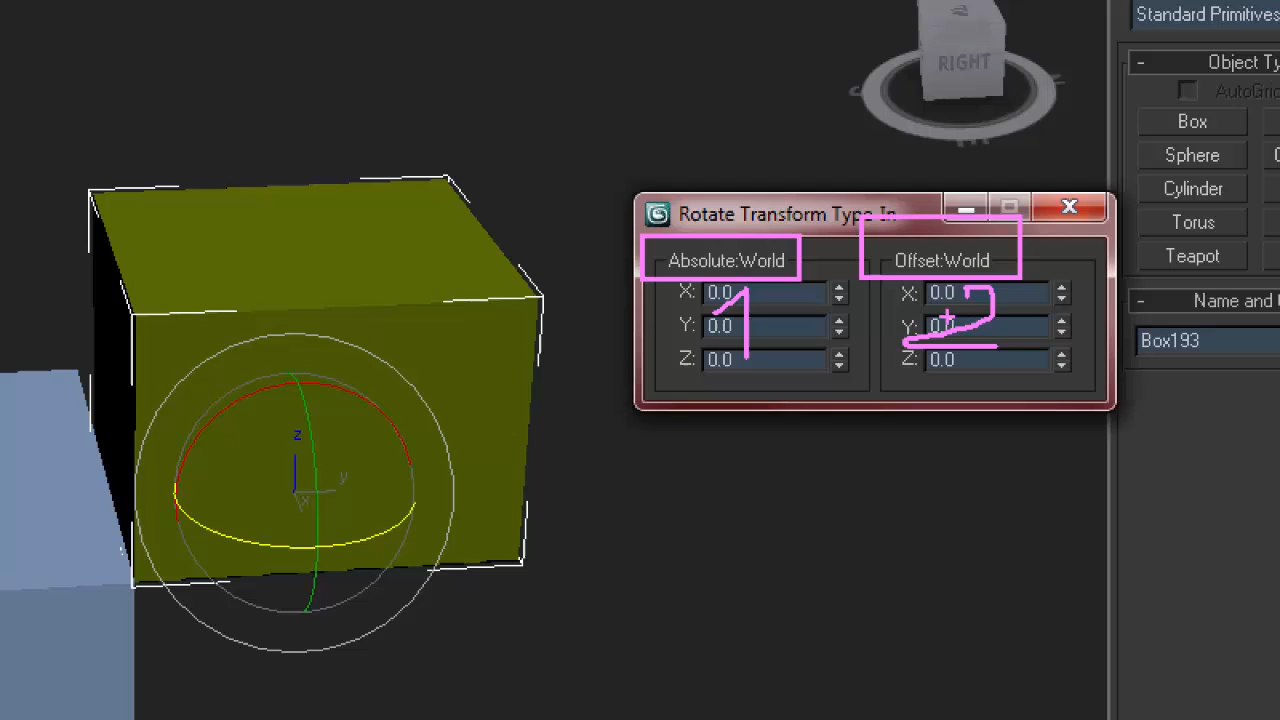 Standard Primitives
RIGHT
- Object Ty
AutoGrid
Box
Sphere
Cylinder
Torus
Teapot
Rotate Transform Type-In
Absolute:World Offset:World
X: 0.0 X: 0.0
Y: 0.0 Y: 0.0
Z: 0.0 Z: 0.0
1 2
- Name and
Box193
z
y
x